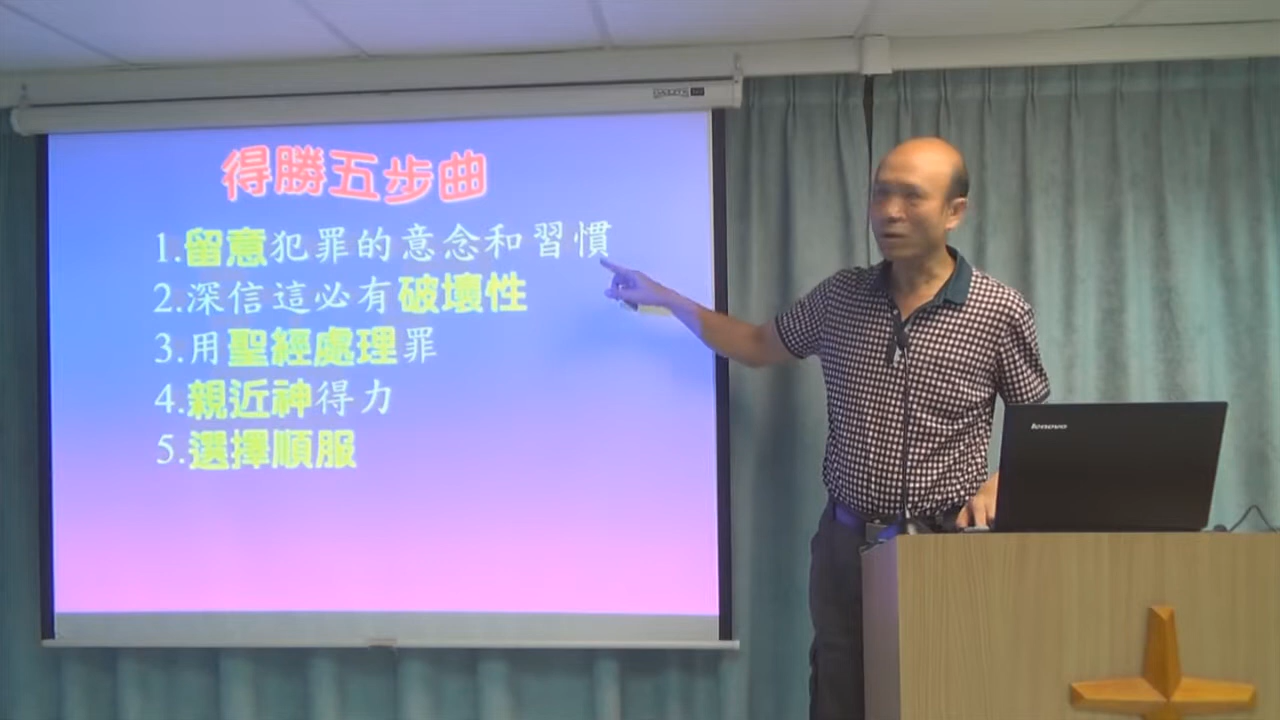 得勝五步曲
1.留意犯罪的意念和習慣
2.深信這必有破壞性
3.用聖經處理罪
4.親近神得力
5.選擇順服
lenovo